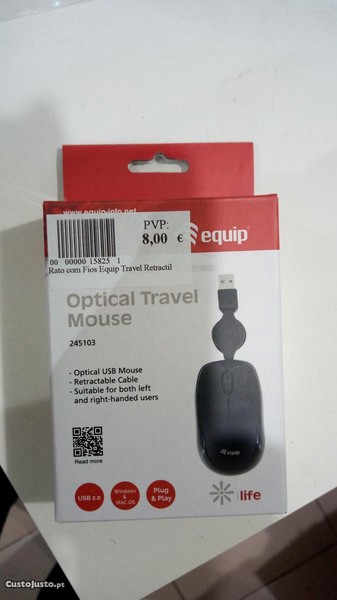 www.equip-info.net
PVP:
8,00 €
equip
00 00000 15825 1
Rato com Fios Equip Travel Retractil
Optical Travel
Mouse
245103
- Optical USB Mouse
- Retractable Cable
- Suitable for both left
and right-handed users
Read more
equip
USB 2.0
Windows
& MAC OS
Plug
& Play
life
CustoJusto.pt